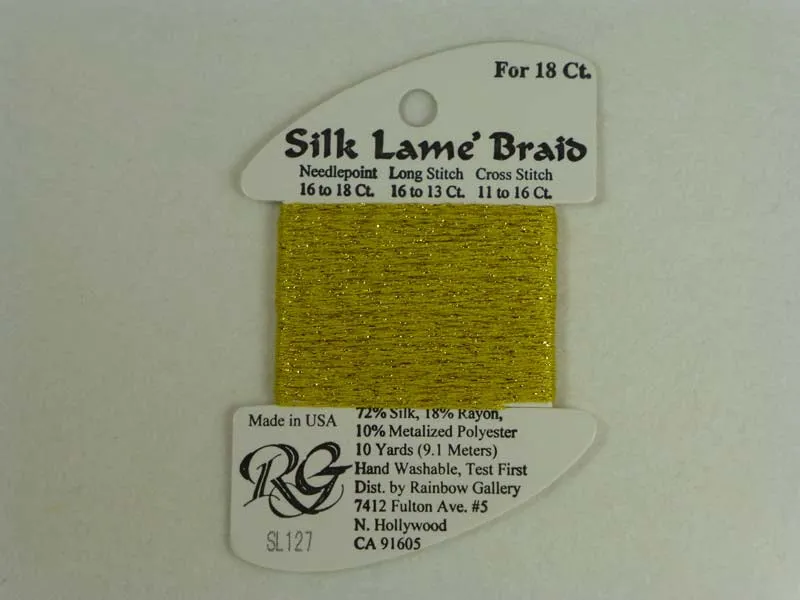 For 18 Ct.
Silk Lamé Braid
Needlepoint Long Stitch Cross Stitch
16 to 18 Ct. 16 to 13 Ct. 11 to 16 Ct.
Made in USA
72% Silk, 18% Rayon,
10% Metalized Polyester
10 Yards (9.1 Meters)
Hand Washable, Test First
Dist. by Rainbow Gallery
7412 Fulton Ave. #5
N. Hollywood
CA 91605
RG
SL127